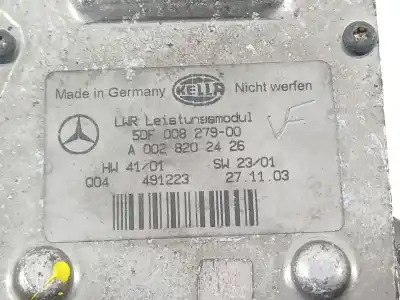 Made in Germany HELLA Nicht werfen
LWR Leistungsmodul
5DF 008 279-00
A 002 820 24 26
HW 41/01 SW 23/01
Q04 491223 27.11.03